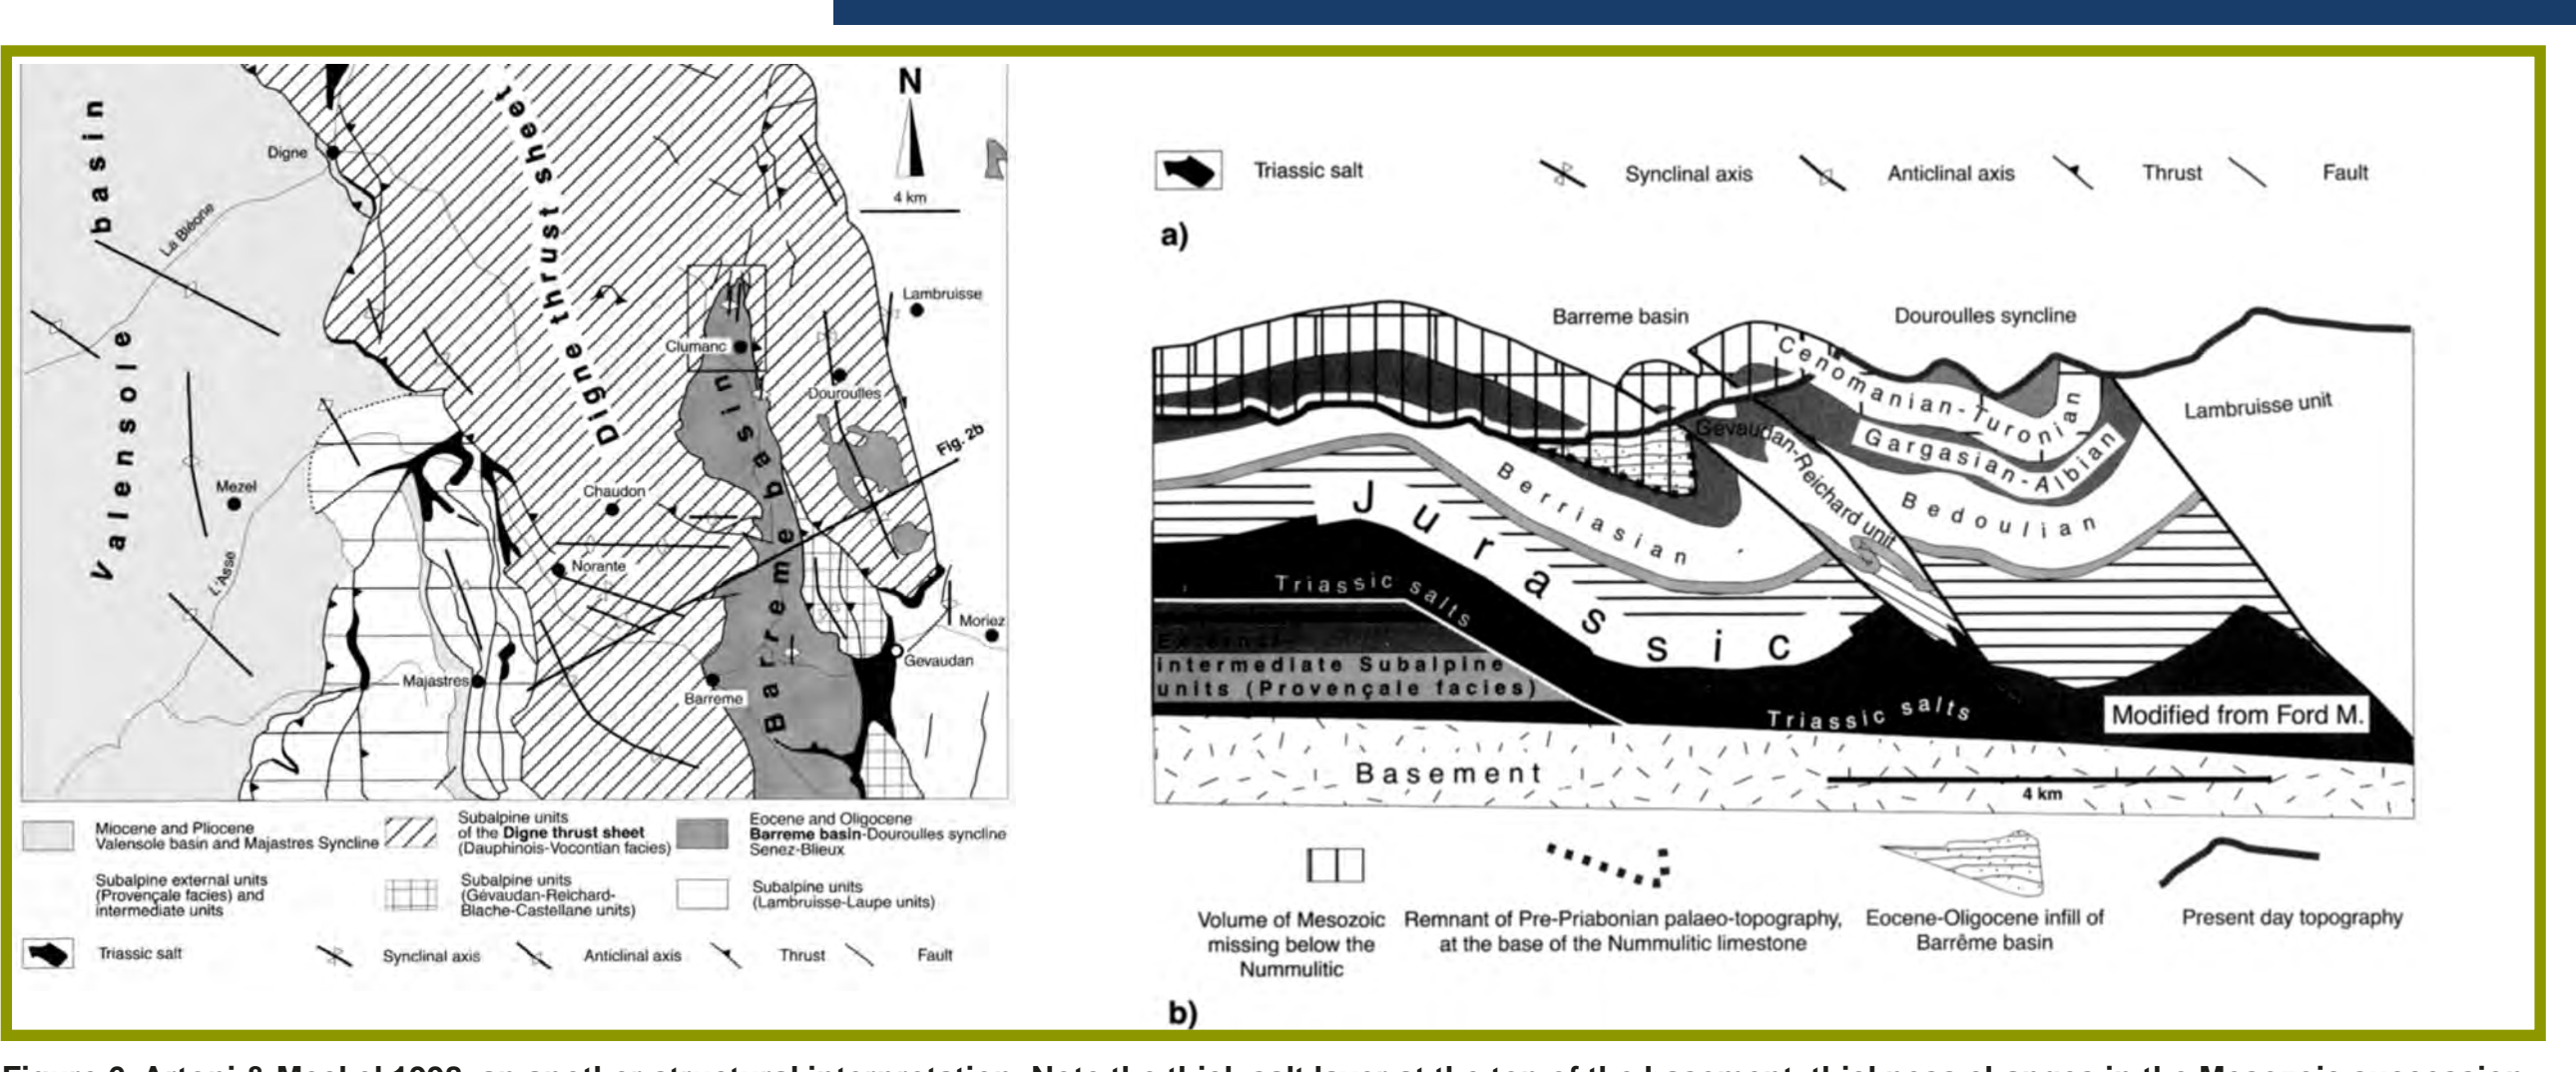 N
4 km
Digne
La Bléone
Valensole basin
Digne thrust sheet
Lambruisse
Clumanc
Douroulles
Fig. 2b
Mezel
Chaudon
L'Asse
Norante
Barreme basin
Moriez
Gevaudan
Majastres
Barreme
Miocene and Pliocene
Valensole basin and Majastres Syncline
Subalpine units
of the Digne thrust sheet
(Dauphinois-Vocontian facies)
Eocene and Oligocene
Barreme basin-Douroulles syncline
Senez-Blieux
Subalpine external units
(Provençale facies) and
intermediate units
Subalpine units
(Gévaudan-Reichard-
Blache-Castellane units)
Subalpine units
(Lambruisse-Laupe units)
Triassic salt
Synclinal axis
Anticlinal axis
Thrust
Fault
Triassic salt
Synclinal axis
Anticlinal axis
Thrust
Fault
a)
Barreme basin
Douroulles syncline
Cenomanian-Turonian
Lambruisse unit
Gargasian-Albian
Gévaudan-Reichard unit
Bedoulian
Berriasian
Jurassic
Triassic salts
External-
intermediate Subalpine
units (Provençale facies)
Triassic salts
Modified from Ford M.
Basement
4 km
Volume of Mesozoic
missing below the
Nummulitic
Remnant of Pre-Priabonian palaeo-topography,
at the base of the Nummulitic limestone
Eocene-Oligocene infill of
Barrême basin
Present day topography
b)